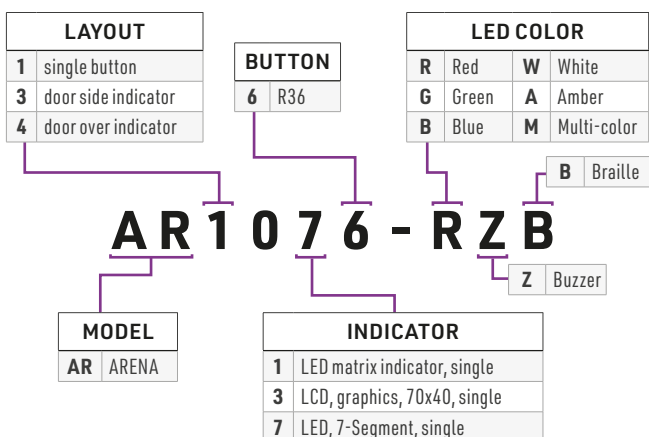 LAYOUT
1 single button
3 door side indicator
4 door over indicator
BUTTON
6 R36
LED COLOR
R Red W White
G Green A Amber
B Blue M Multi-color
B Braille
AR1076-RZB
Z Buzzer
MODEL
AR ARENA
INDICATOR
1 LED matrix indicator, single
3 LCD, graphics, 70x40, single
7 LED, 7-Segment, single